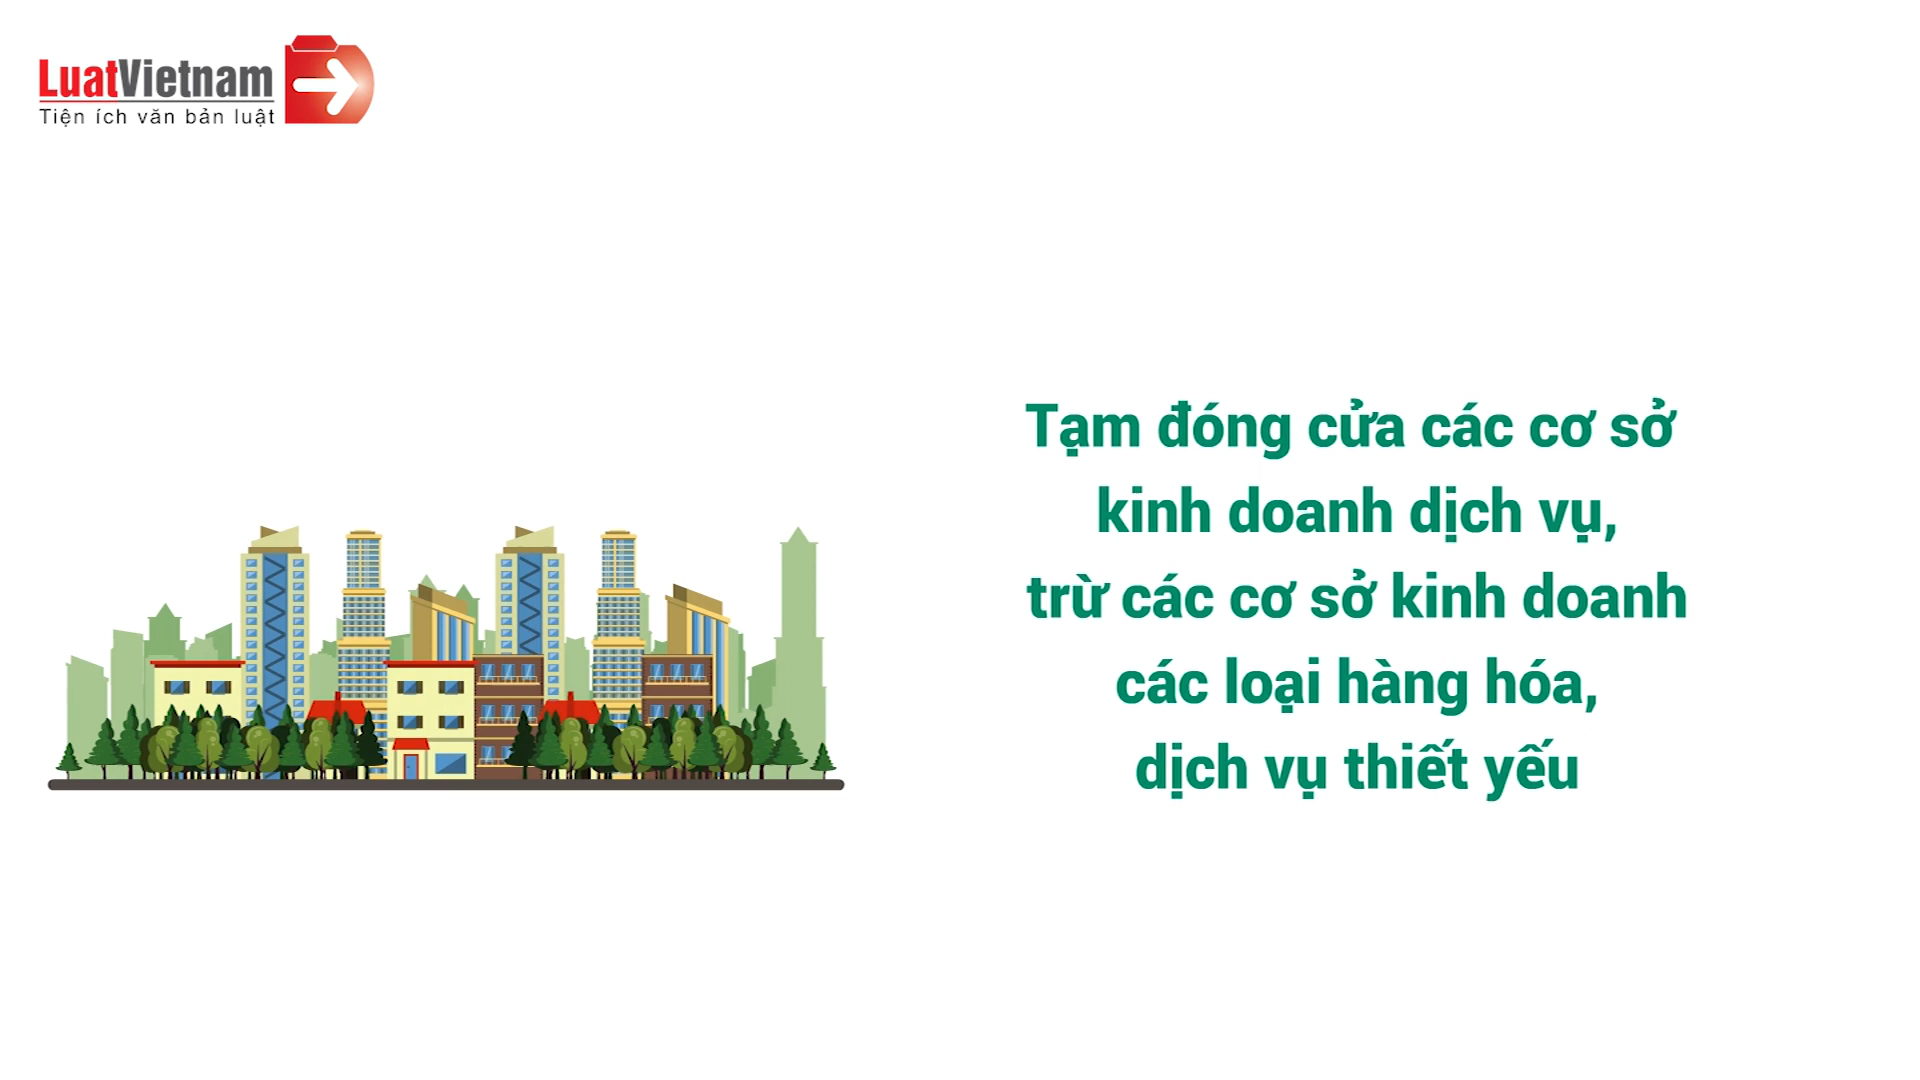 LuatVietnam
Tiện ích văn bản luật
Tạm đóng cửa các cơ sở
kinh doanh dịch vụ,
trừ các cơ sở kinh doanh
các loại hàng hóa,
dịch vụ thiết yếu